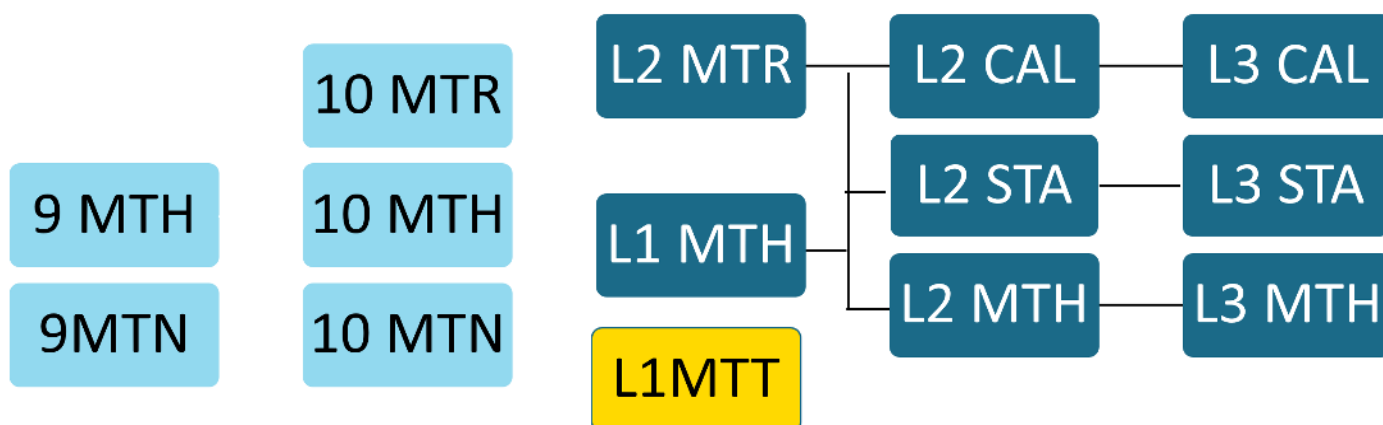 9 MTH
9MTN
10 MTR
10 MTH
10 MTN
L2 MTR
L1 MTH
L1MTT
L2 CAL
L2 STA
L2 MTH
L3 CAL
L3 STA
L3 MTH